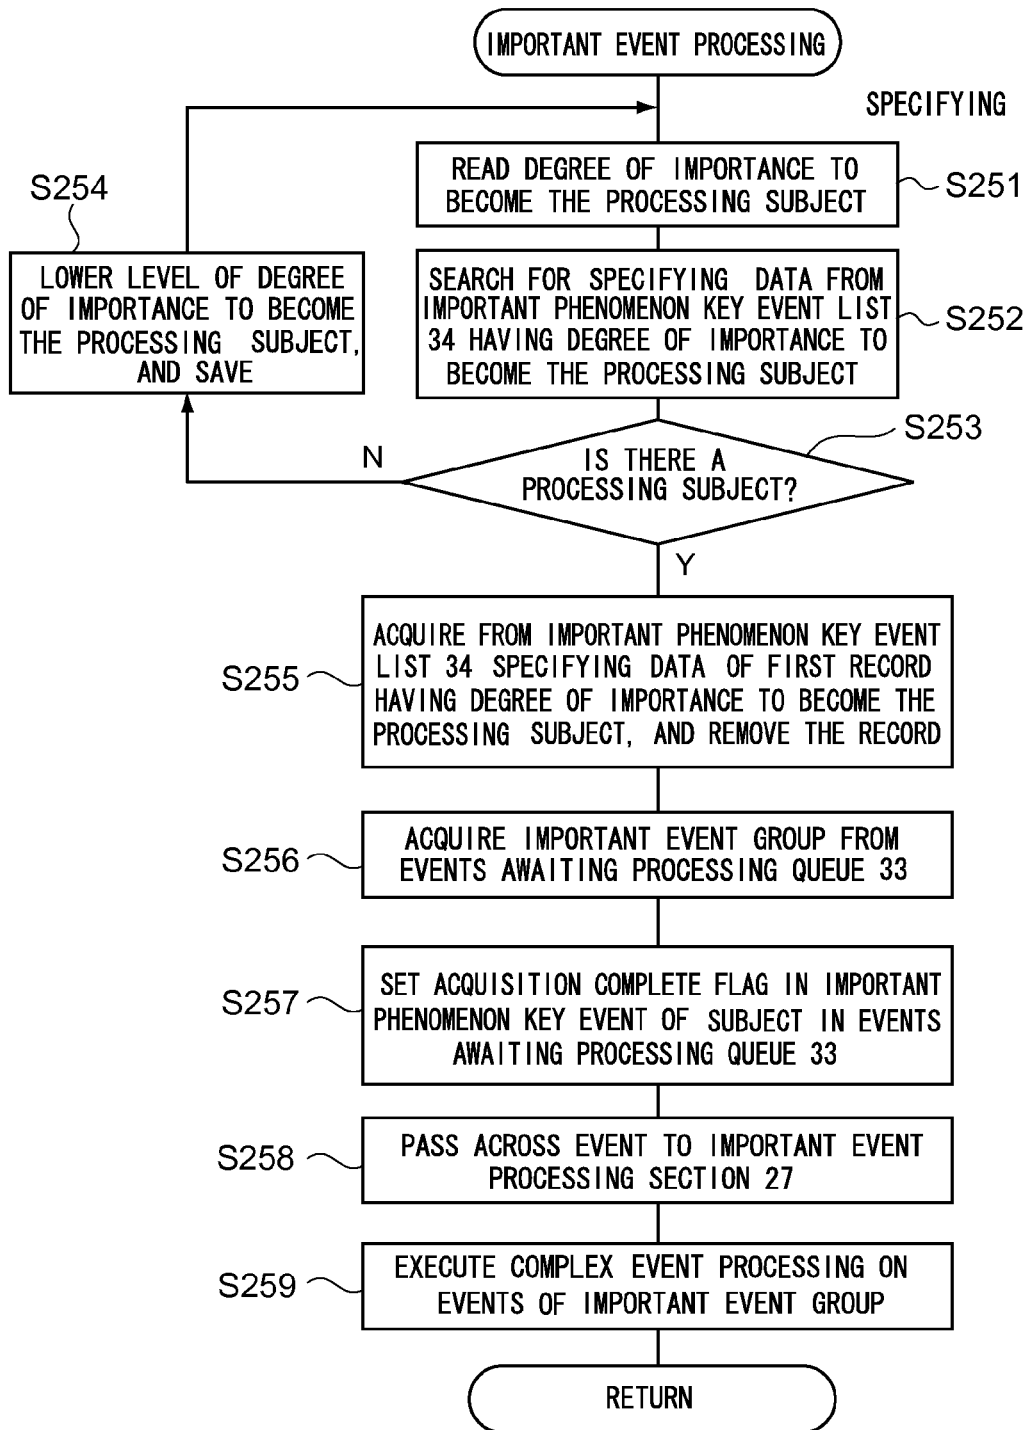 IMPORTANT EVENT PROCESSING
SPECIFYING
READ DEGREE OF IMPORTANCE TO
BECOME THE PROCESSING SUBJECT
S251
S254
LOWER LEVEL OF DEGREE
OF IMPORTANCE TO BECOME
THE PROCESSING SUBJECT,
AND SAVE
SEARCH FOR SPECIFYING DATA FROM
IMPORTANT PHENOMENON KEY EVENT LIST
34 HAVING DEGREE OF IMPORTANCE TO
BECOME THE PROCESSING SUBJECT
S252
S253
N
IS THERE A
PROCESSING SUBJECT?
Y
S255
ACQUIRE FROM IMPORTANT PHENOMENON KEY EVENT
LIST 34 SPECIFYING DATA OF FIRST RECORD
HAVING DEGREE OF IMPORTANCE TO BECOME THE
PROCESSING SUBJECT, AND REMOVE THE RECORD
S256
ACQUIRE IMPORTANT EVENT GROUP FROM
EVENTS AWAITING PROCESSING QUEUE 33
S257
SET ACQUISITION COMPLETE FLAG IN IMPORTANT
PHENOMENON KEY EVENT OF SUBJECT IN EVENTS
AWAITING PROCESSING QUEUE 33
S258
PASS ACROSS EVENT TO IMPORTANT EVENT
PROCESSING SECTION 27
S259
EXECUTE COMPLEX EVENT PROCESSING ON
EVENTS OF IMPORTANT EVENT GROUP
RETURN